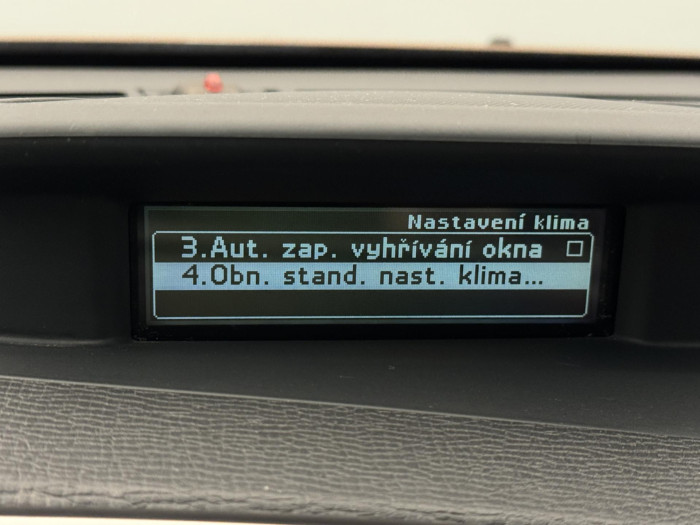 Nastavení klima
3.Aut. zap. vyhřívání okna
4.Obn. stand. nast. klima...